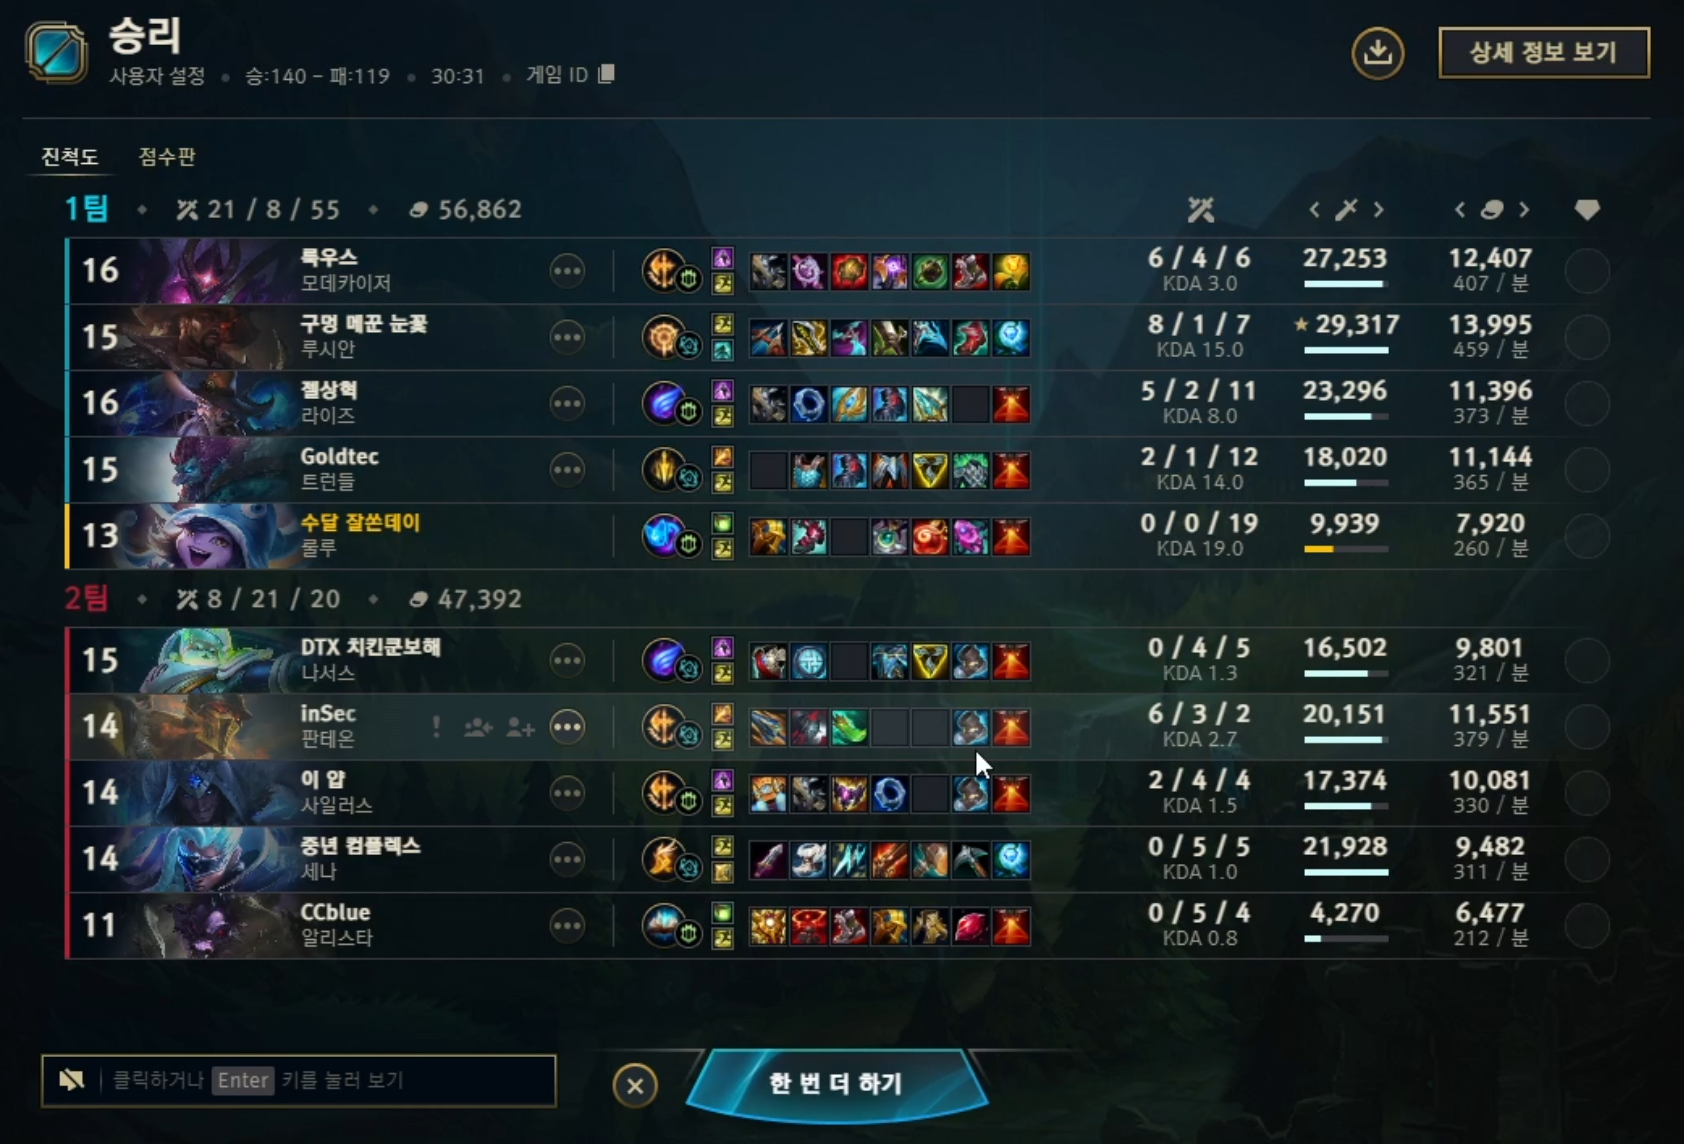 승리
사용자 설정 • 승:140 - 패:119 • 30:31 • 게임 ID
상세 정보 보기
진척도 점수판
1팀 • 21 / 8 / 55 • 56,862
16 룩우스 6 / 4 / 6 27,253 12,407
모데카이저 KDA 3.0 407 / 분
15 구멍 메꾼 눈꽃 8 / 1 / 7 29,317 13,995
루시안 KDA 15.0 459 / 분
16 젤상혁 5 / 2 / 11 23,296 11,396
라이즈 KDA 8.0 373 / 분
15 Goldtec 2 / 1 / 12 18,020 11,144
트런들 KDA 14.0 365 / 분
13 수달 잘쏜데이 0 / 0 / 19 9,939 7,920
룰루 KDA 19.0 260 / 분
2팀 • 8 / 21 / 20 • 47,392
15 DTX 치킨쿤보해 0 / 4 / 5 16,502 9,801
나서스 KDA 1.3 321 / 분
14 inSec 6 / 3 / 2 20,151 11,551
판테온 KDA 2.7 379 / 분
14 이 얍 2 / 4 / 4 17,374 10,081
사일러스 KDA 1.5 330 / 분
14 중년 컴플렉스 0 / 5 / 5 21,928 9,482
세나 KDA 1.0 311 / 분
11 CCblue 0 / 5 / 4 4,270 6,477
알리스타 KDA 0.8 212 / 분
클릭하거나 Enter 키를 눌러 보기
한 번 더 하기